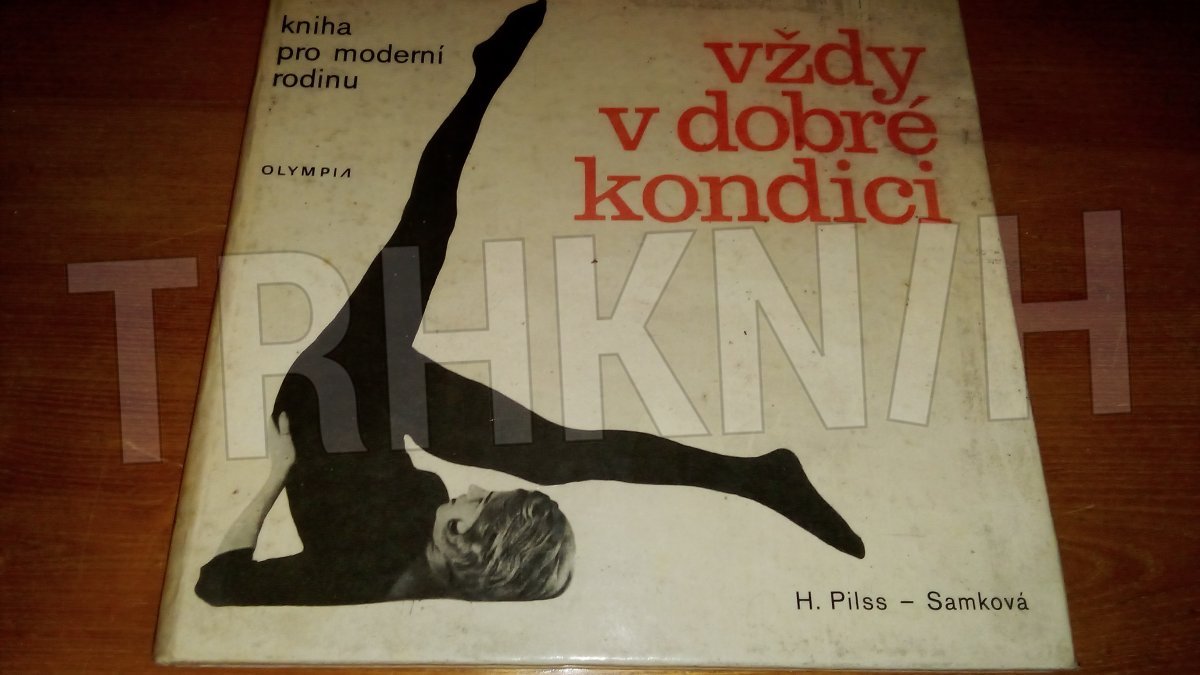 kniha
pro moderní
rodinu
OLYMPIA
vždy
v dobré
kondici
TRHKNIH
H. Pilss – Samková